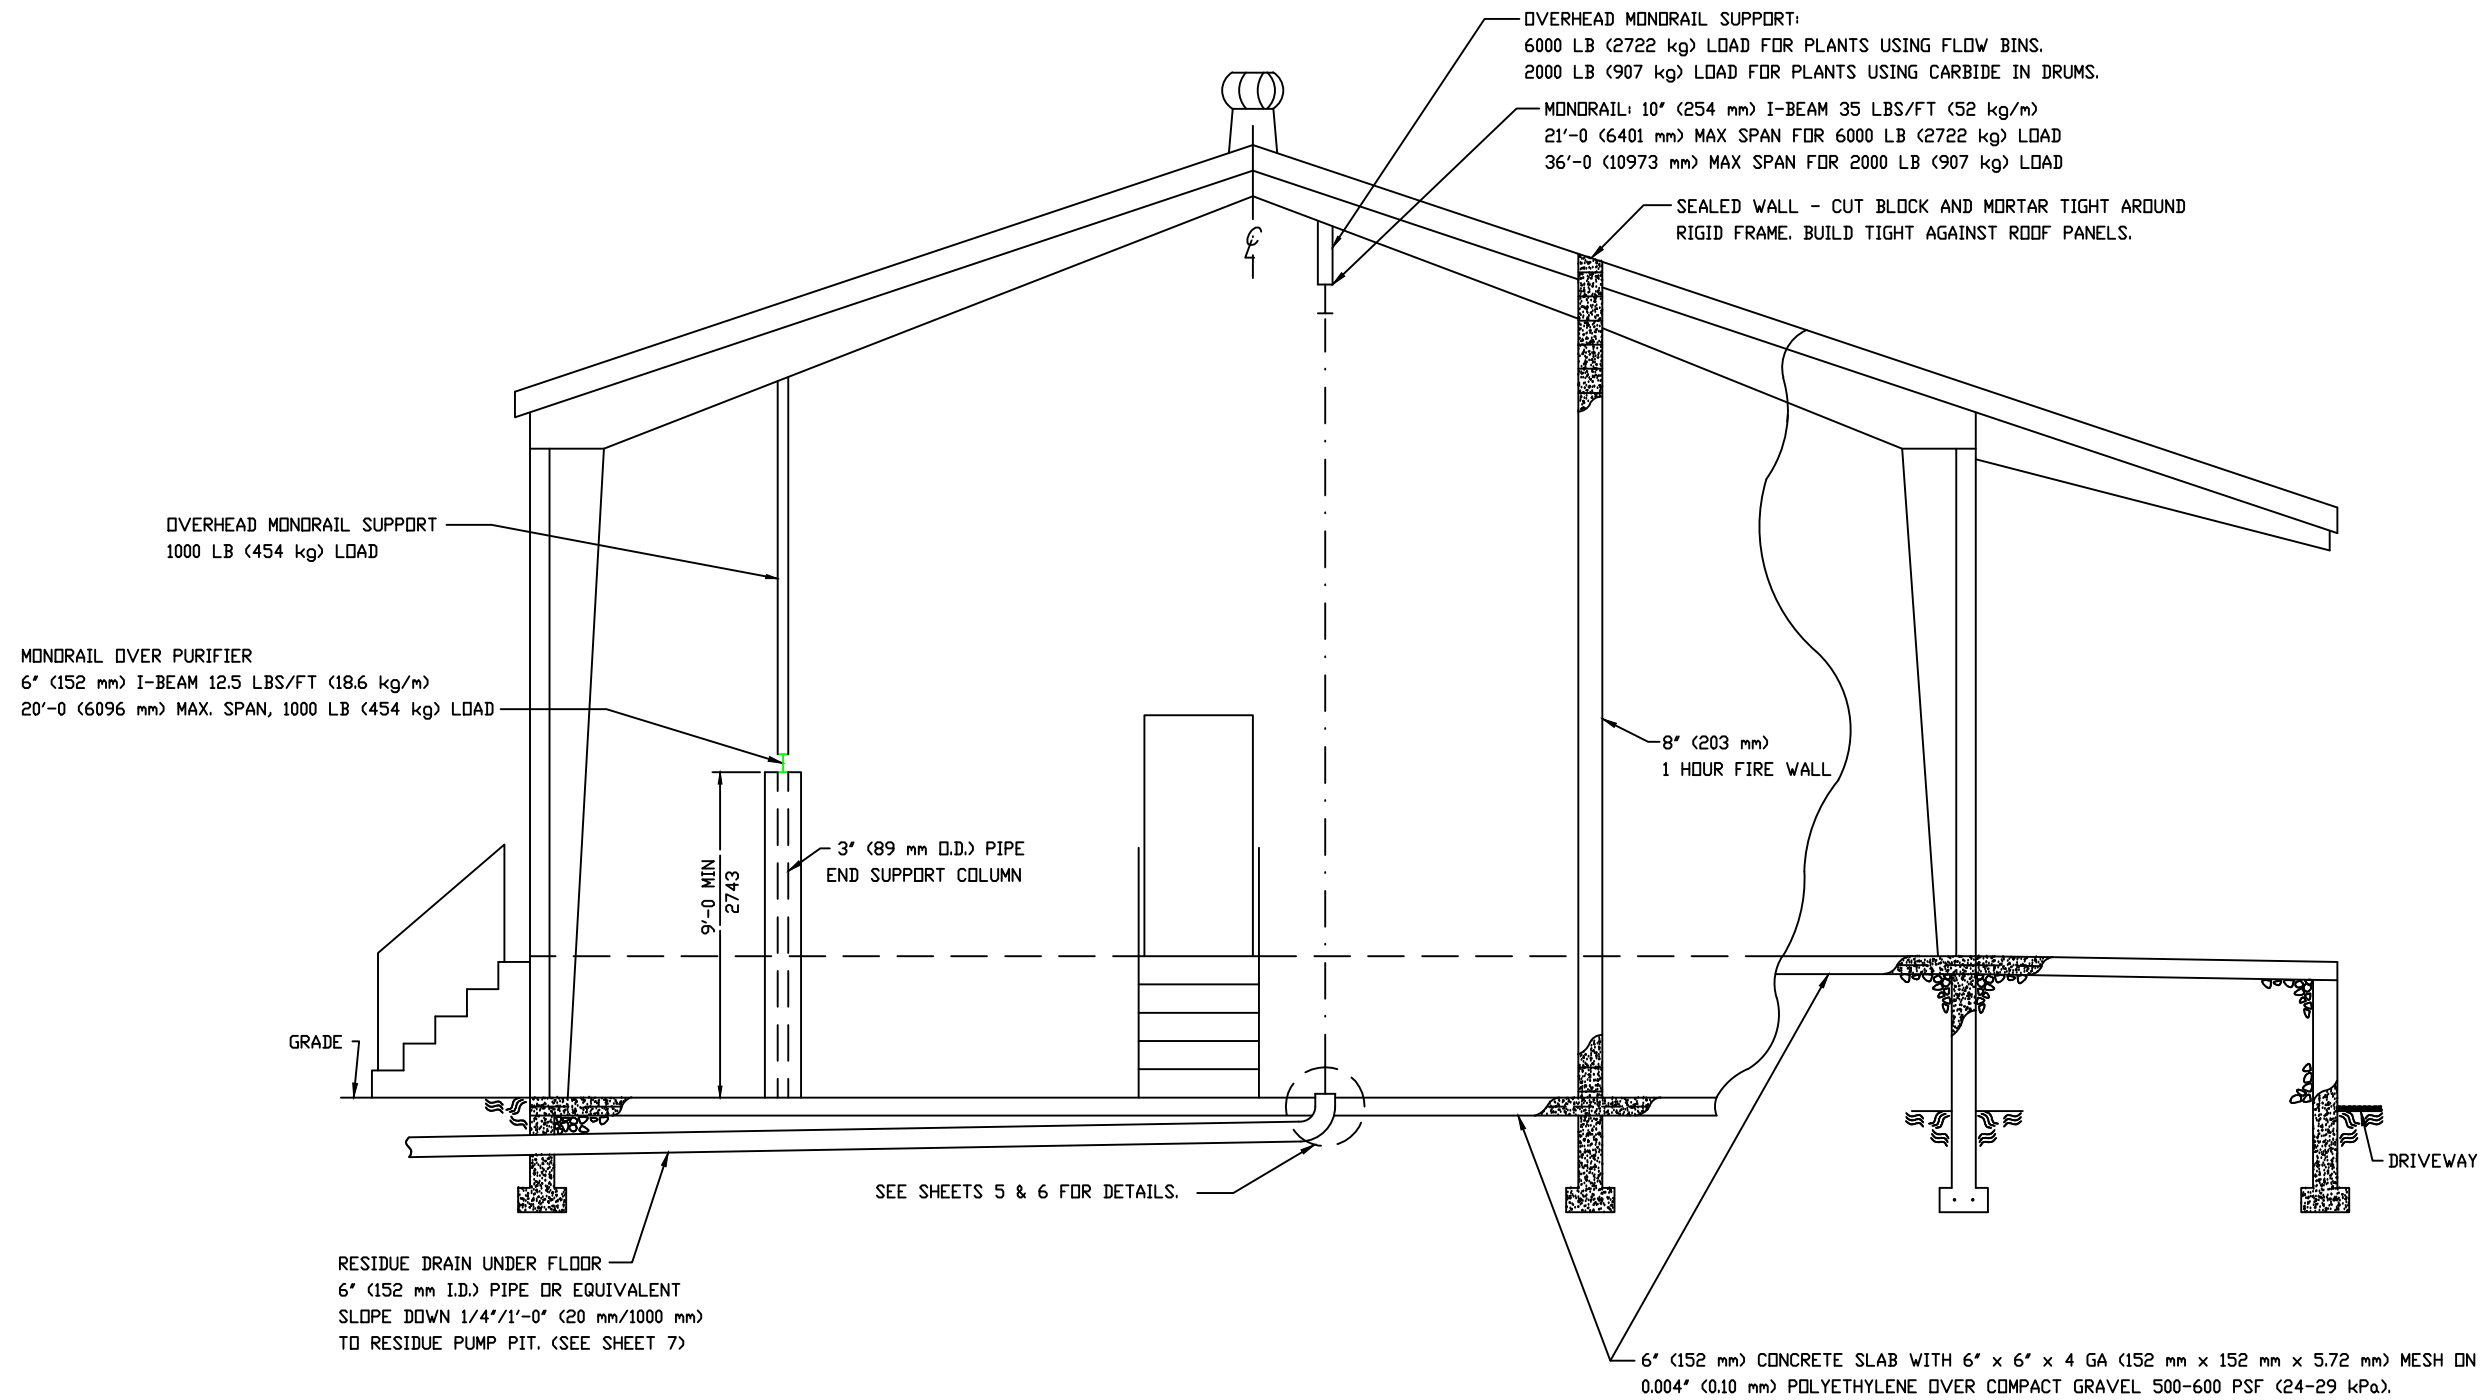 OVERHEAD MONORAIL SUPPORT:
6000 LB (2722 kg) LOAD FOR PLANTS USING FLOW BINS.
2000 LB (907 kg) LOAD FOR PLANTS USING CARBIDE IN DRUMS.
MONORAIL: 10" (254 mm) I-BEAM 35 LBS/FT (52 kg/m)
21'-0 (6401 mm) MAX SPAN FOR 6000 LB (2722 kg) LOAD
36'-0 (10973 mm) MAX SPAN FOR 2000 LB (907 kg) LOAD
SEALED WALL - CUT BLOCK AND MORTAR TIGHT AROUND
RIGID FRAME. BUILD TIGHT AGAINST ROOF PANELS.
℄
OVERHEAD MONORAIL SUPPORT
1000 LB (454 kg) LOAD
MONORAIL OVER PURIFIER
6" (152 mm) I-BEAM 12.5 LBS/FT (18.6 kg/m)
20'-0 (6096 mm) MAX. SPAN, 1000 LB (454 kg) LOAD
8" (203 mm)
1 HOUR FIRE WALL
3" (89 mm O.D.) PIPE
END SUPPORT COLUMN
9'-0 MIN
2743
GRADE
DRIVEWAY
SEE SHEETS 5 & 6 FOR DETAILS.
RESIDUE DRAIN UNDER FLOOR
6" (152 mm I.D.) PIPE OR EQUIVALENT
SLOPE DOWN 1/4"/1'-0" (20 mm/1000 mm)
TO RESIDUE PUMP PIT. (SEE SHEET 7)
6" (152 mm) CONCRETE SLAB WITH 6" x 6" x 4 GA (152 mm x 152 mm x 5.72 mm) MESH ON
0.004" (0.10 mm) POLYETHYLENE OVER COMPACT GRAVEL 500-600 PSF (24-29 kPa).